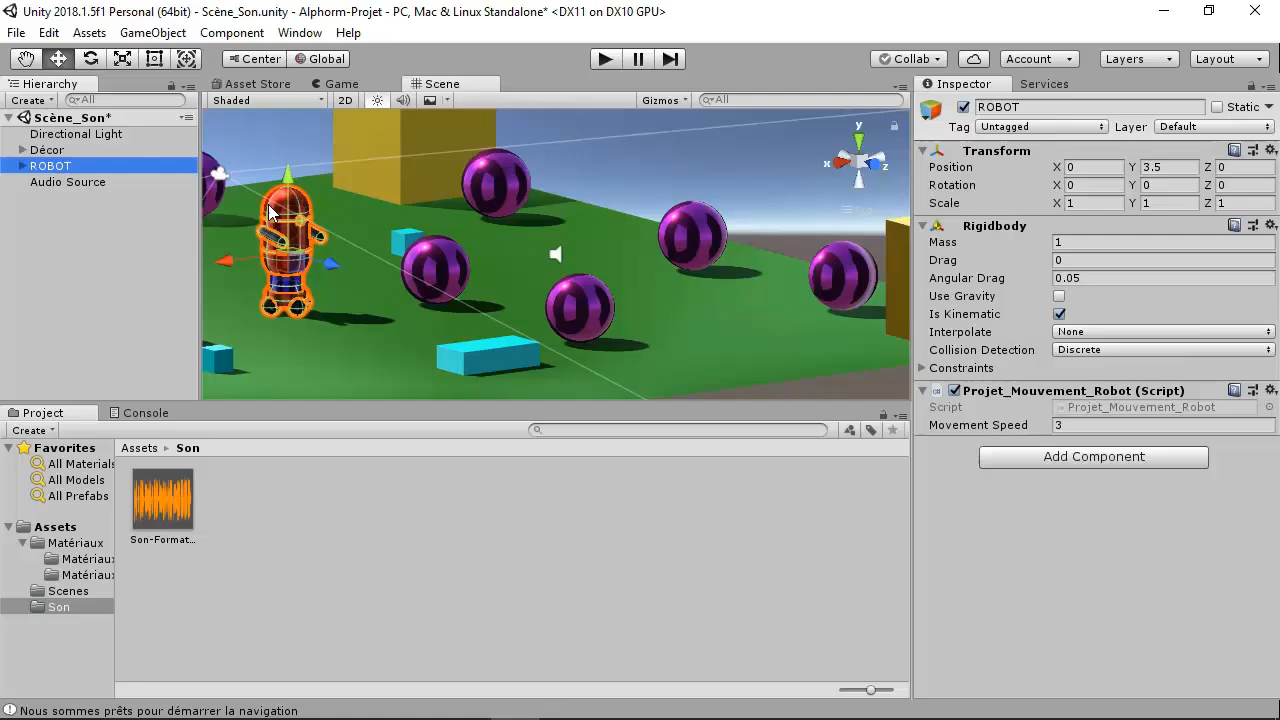 Unity 2018.1.5f1 Personal (64bit) - Scène_Son.unity - Alphorm-Projet - PC, Mac & Linux Standalone* <DX11 on DX10 GPU>
File Edit Assets GameObject Component Window Help
Center Global Collab Account Layers Layout
Hierarchy
Create All
Scène_Son*
Directional Light
Décor
ROBOT
Audio Source
Asset Store Game Scene
Shaded 2D Gizmos All
y
x z
Inspector Services
ROBOT Static
Tag Untagged Layer Default
Transform
Position X 0 Y 3.5 Z 0
Rotation X 0 Y 0 Z 0
Scale X 1 Y 1 Z 1
Rigidbody
Mass 1
Drag 0
Angular Drag 0.05
Use Gravity
Is Kinematic
Interpolate None
Collision Detection Discrete
Constraints
Projet_Mouvement_Robot (Script)
Script Projet_Mouvement_Robot
Movement Speed 3
Add Component
Project Console
Create
Favorites
All Materials
All Models
All Prefabs
Assets
Matériaux
Matériaux
Matériaux
Scenes
Son
Assets Son
Son-Format...
Nous sommes prêts pour démarrer la navigation